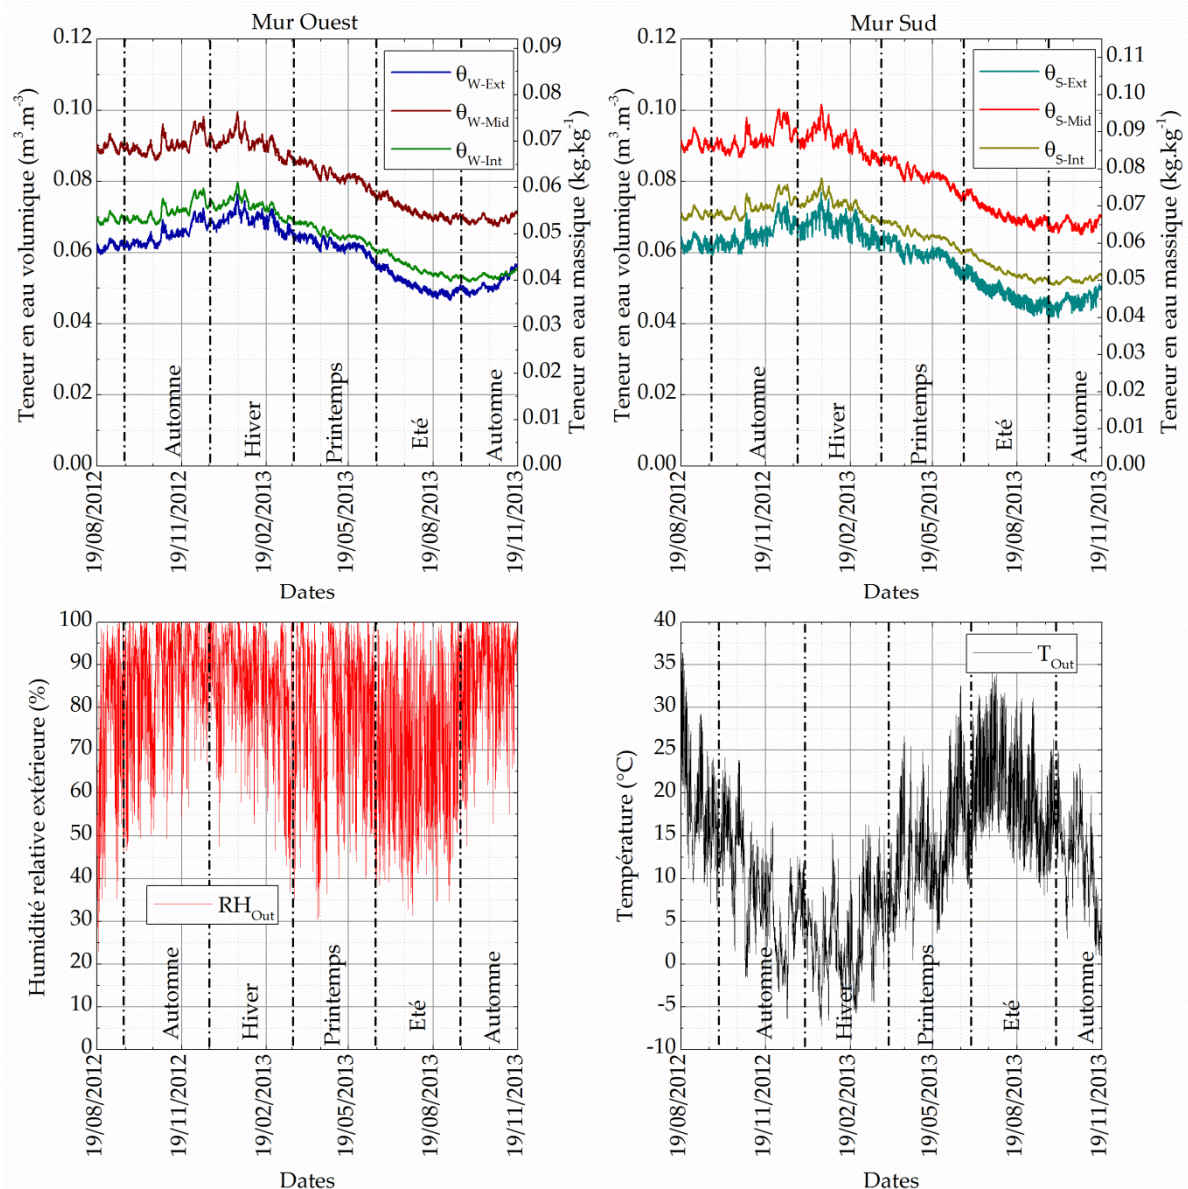 Mur Ouest
Teneur en eau volumique (m³.m⁻³)
0.12
0.10
0.08
0.06
0.04
0.02
0.00
θW-Ext
θW-Mid
θW-Int
Automne
Hiver
Printemps
Eté
Automne
0.09
0.08
0.07
0.06
0.05
0.04
0.03
0.02
0.01
0.00
Teneur en eau massique (kg.kg⁻¹)
19/08/2012
19/11/2012
19/02/2013
19/05/2013
19/08/2013
19/11/2013
Dates
Mur Sud
Teneur en eau volumique (m³.m⁻³)
0.12
0.10
0.08
0.06
0.04
0.02
0.00
θS-Ext
θS-Mid
θS-Int
Automne
Hiver
Printemps
Eté
Automne
0.11
0.10
0.09
0.08
0.07
0.06
0.05
0.04
0.03
0.02
0.01
0.00
Teneur en eau massique (kg.kg⁻¹)
19/08/2012
19/11/2012
19/02/2013
19/05/2013
19/08/2013
19/11/2013
Dates
Humidité relative extérieure (%)
100
90
80
70
60
50
40
30
20
10
0
RHOut
Automne
Hiver
Printemps
Eté
Automne
19/08/2012
19/11/2012
19/02/2013
19/05/2013
19/08/2013
19/11/2013
Dates
Température (°C)
40
35
30
25
20
15
10
5
0
-5
-10
TOut
Automne
Hiver
Printemps
Eté
Automne
19/08/2012
19/11/2012
19/02/2013
19/05/2013
19/08/2013
19/11/2013
Dates